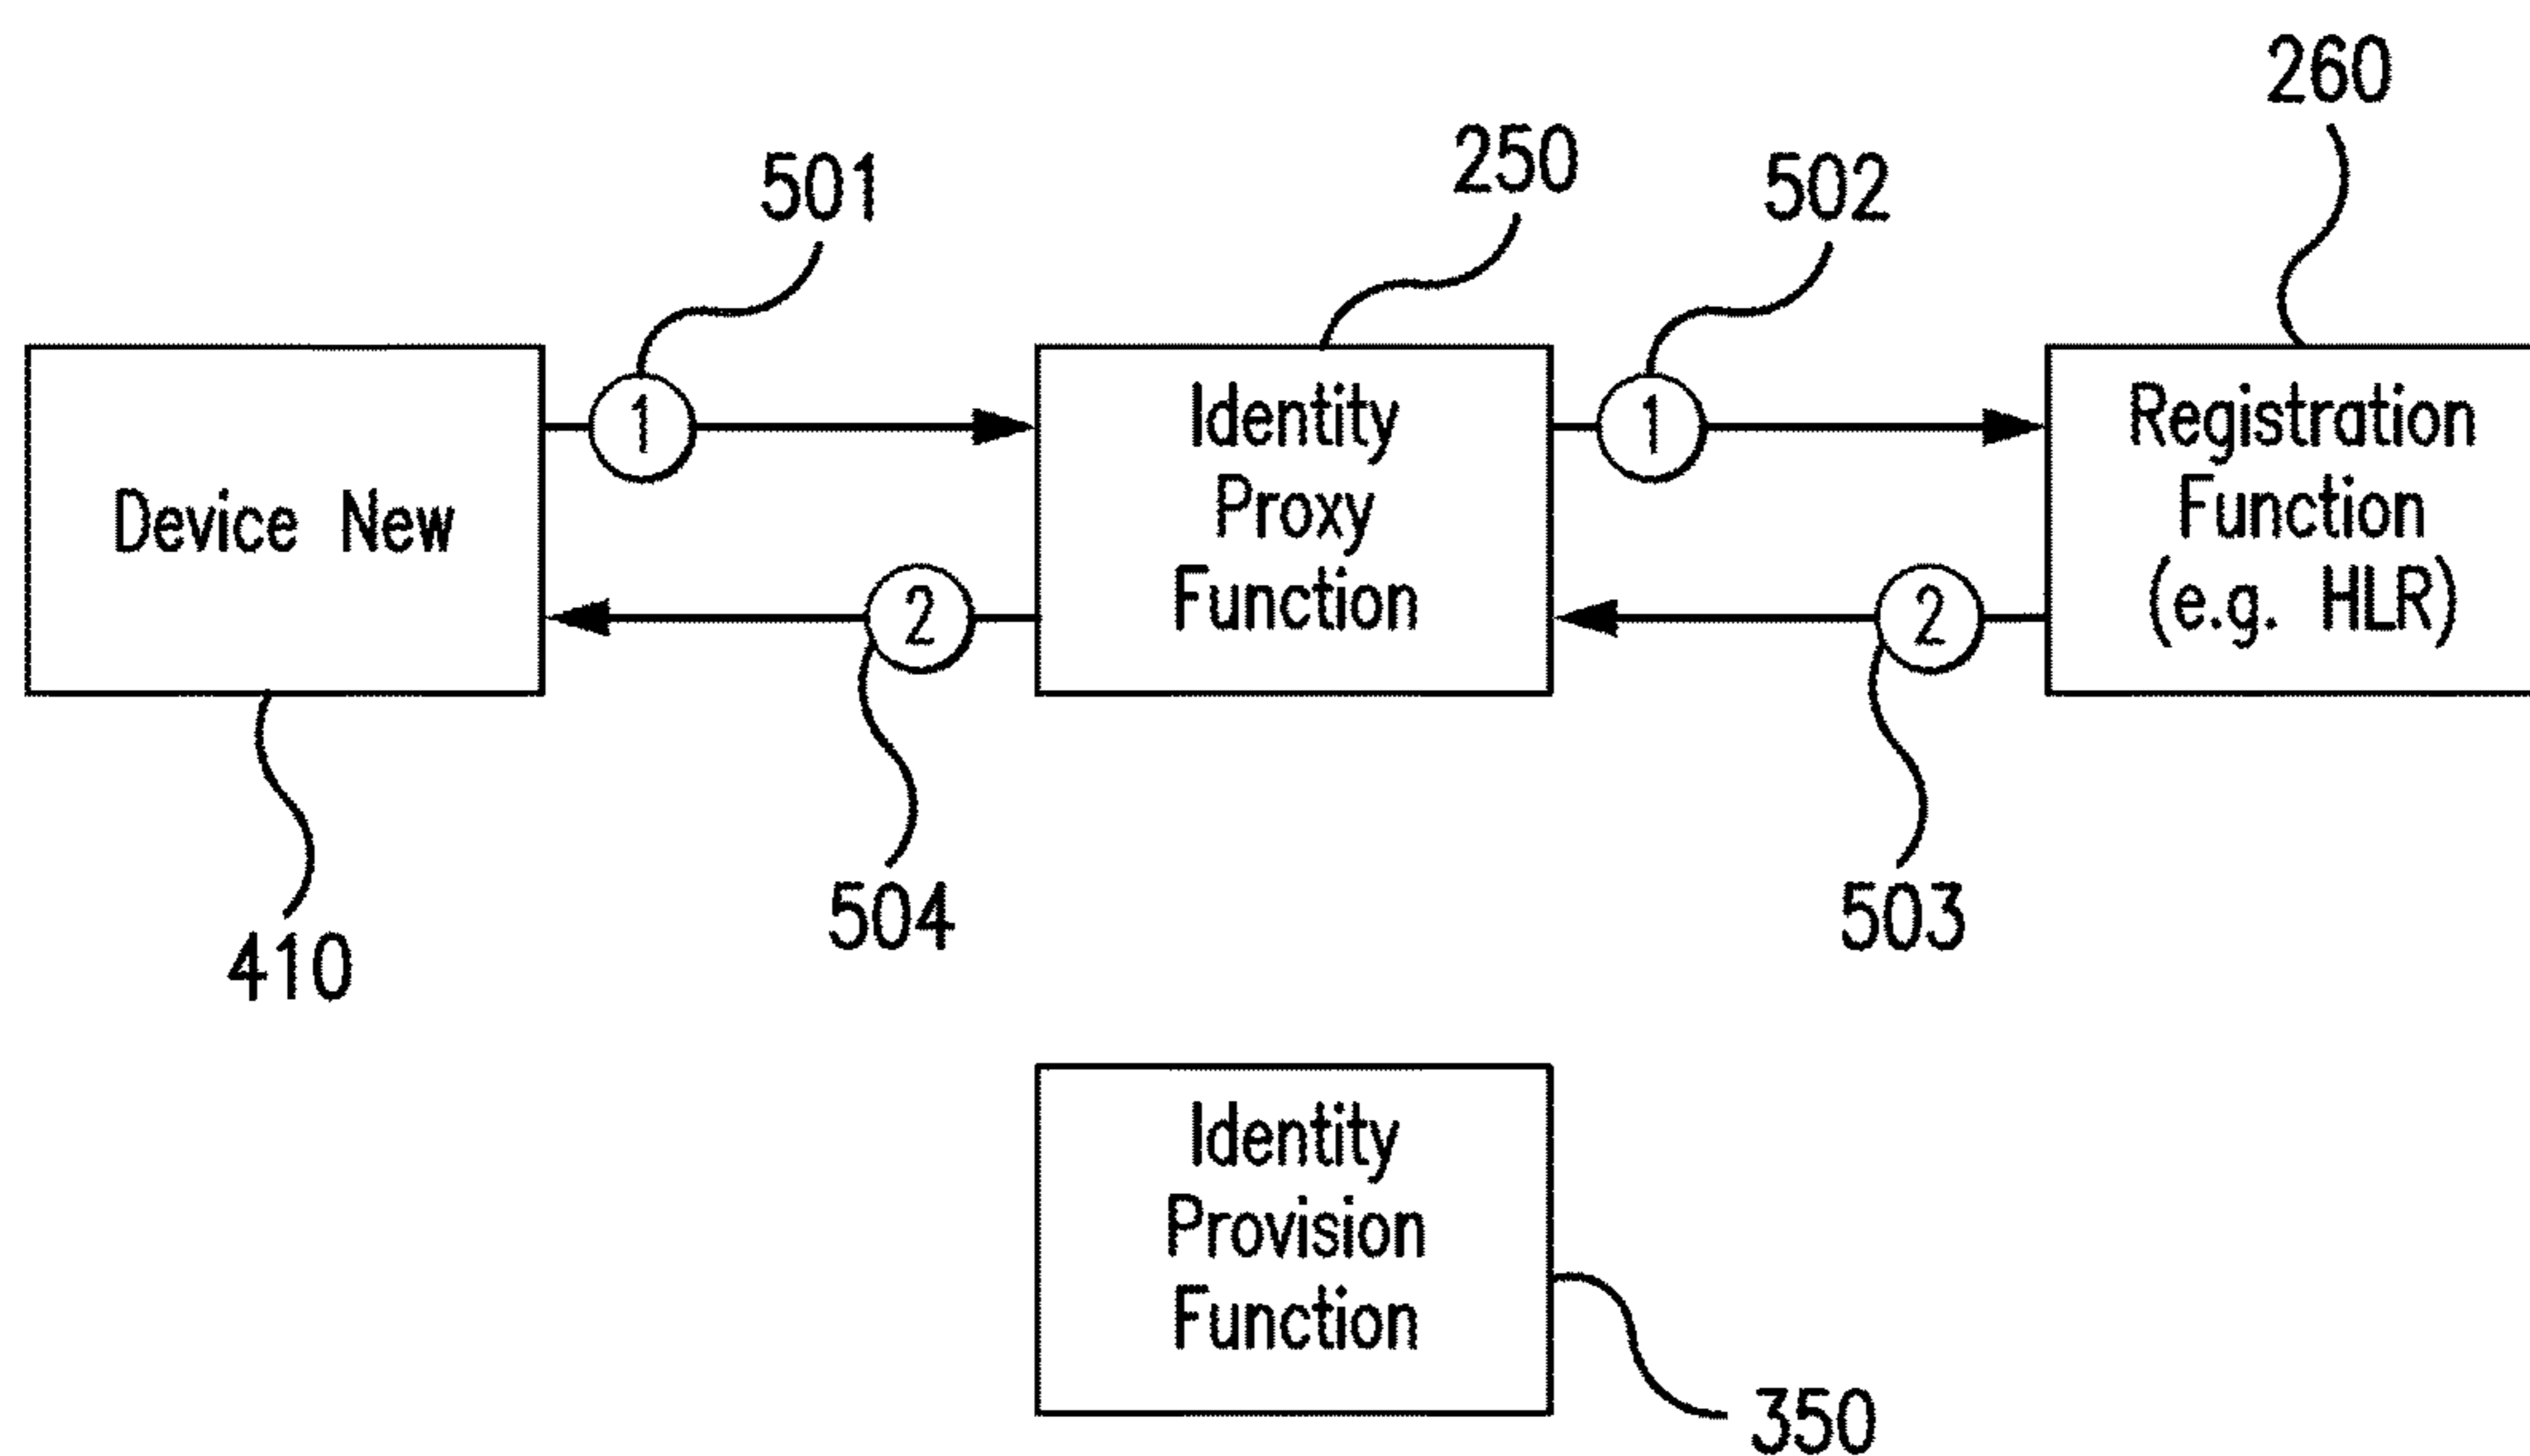 260
250
501
502
Device New
1
Identity
Proxy
Function
1
Registration
Function
(e.g. HLR)
2
2
504
503
410
Identity
Provision
Function
350